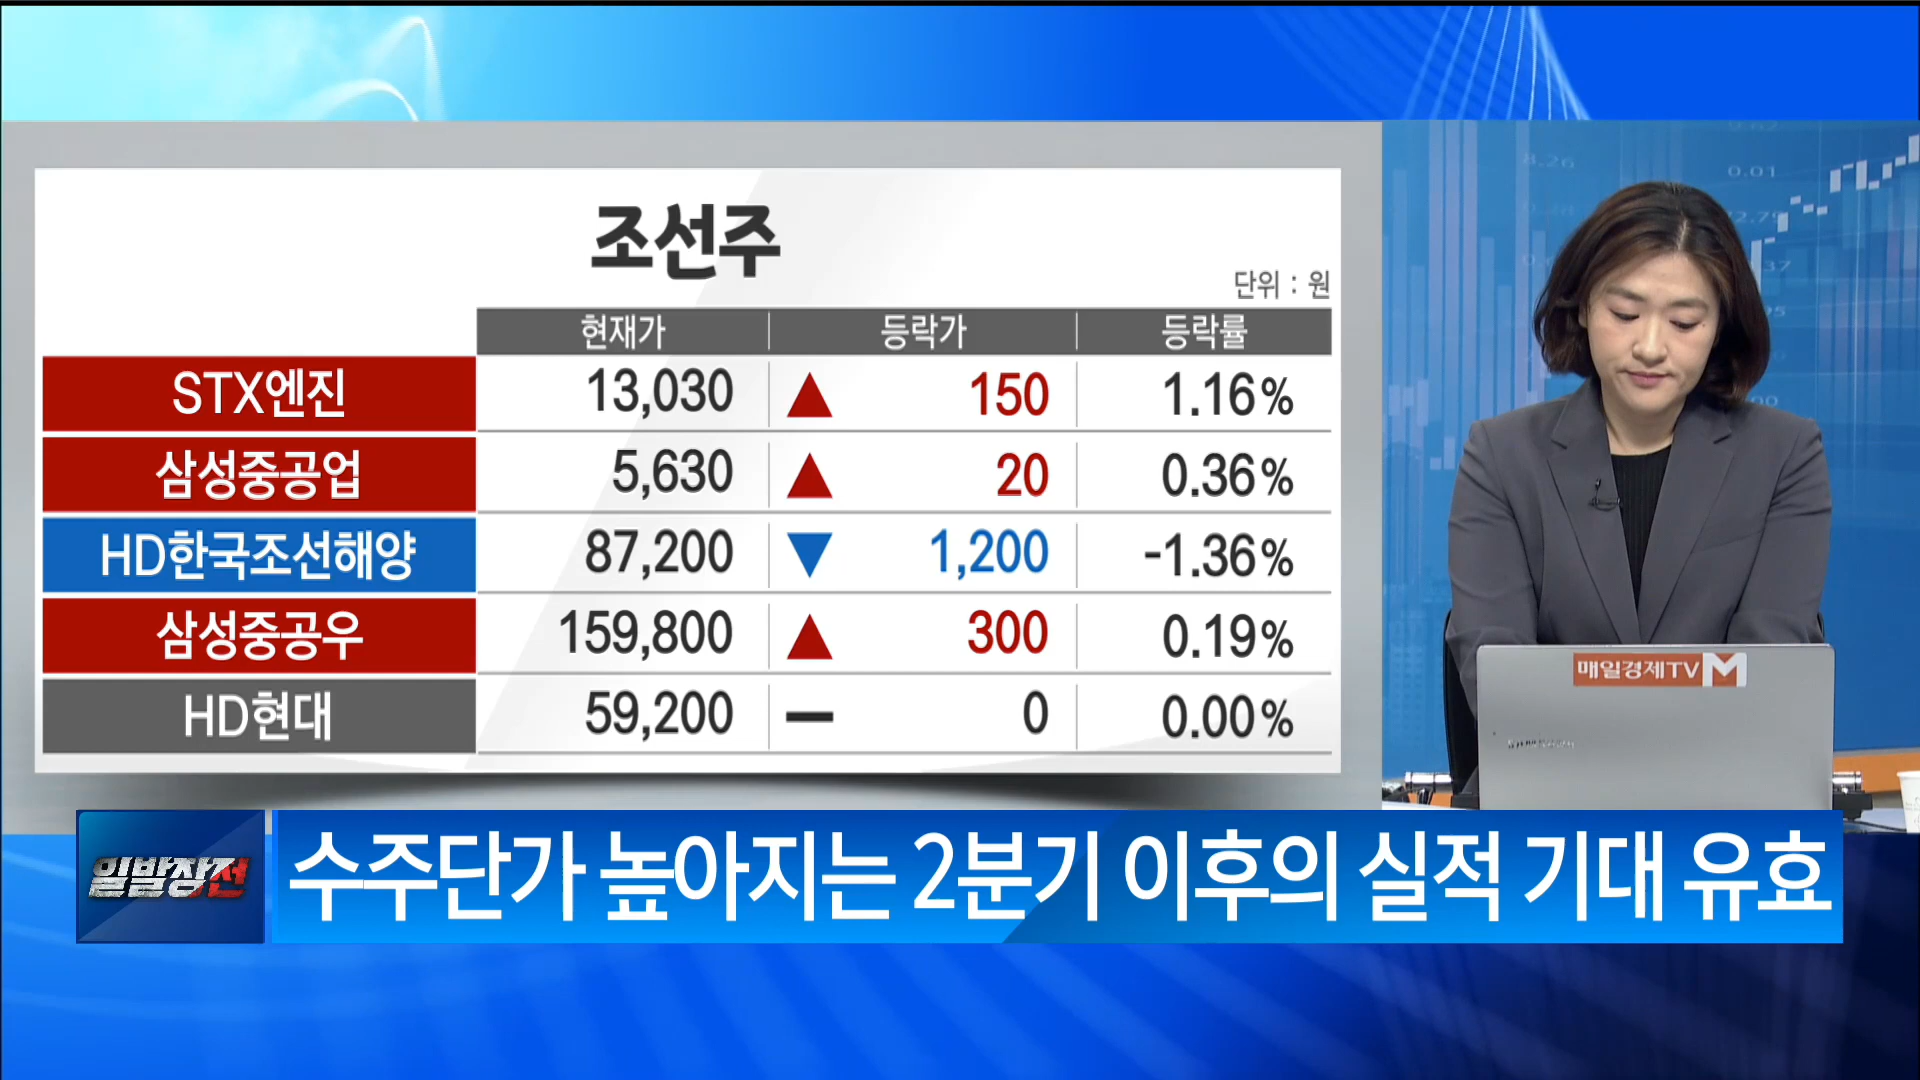 조선주
단위 : 원
현재가 등락가 등락률
STX엔진 13,030 ▲ 150 1.16%
삼성중공업 5,630 ▲ 20 0.36%
HD한국조선해양 87,200 ▼ 1,200 -1.36%
삼성중공우 159,800 ▲ 300 0.19%
HD현대 59,200 − 0 0.00%
8.26
0.01
매일경제TV M
일발장전
수주단가 높아지는 2분기 이후의 실적 기대 유효